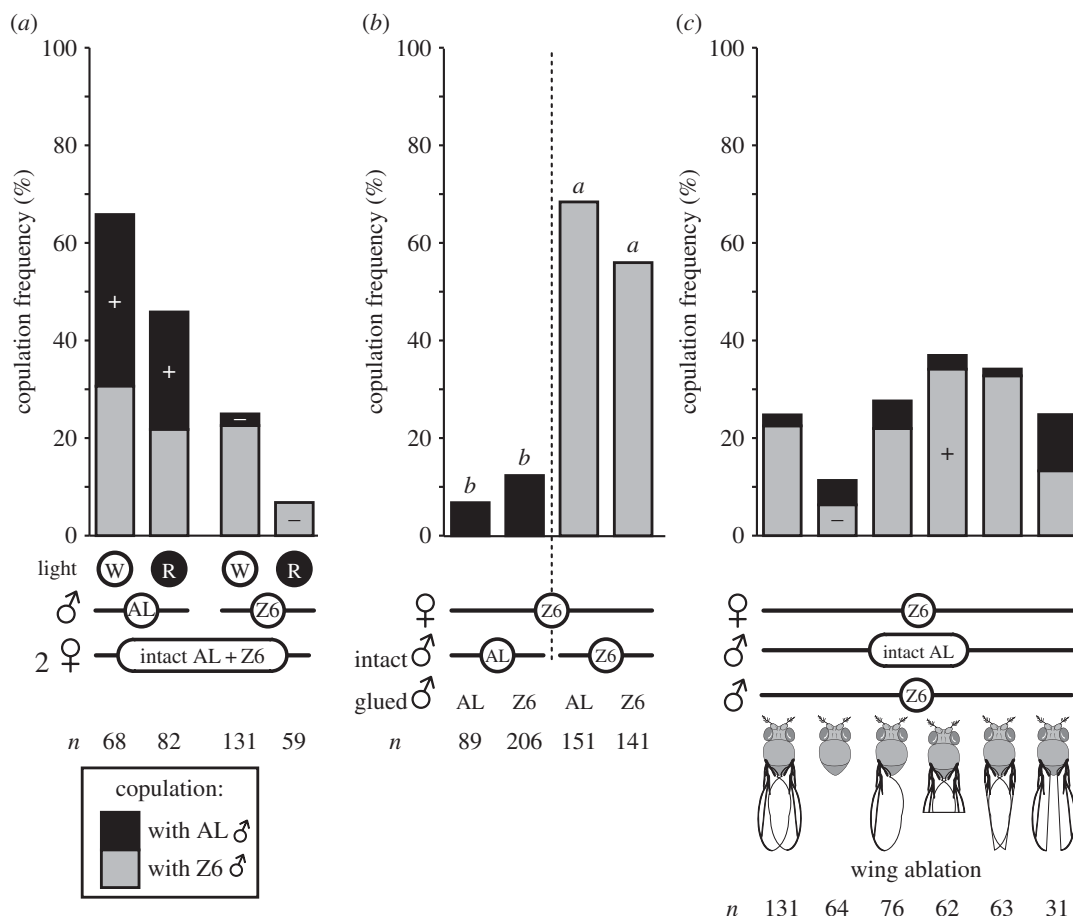 (a)
100
80
60
40
20
0
copulation frequency (%)
+
+
–
–
light W R W R
♂ AL Z6
2 ♀ intact AL + Z6
n 68 82 131 59
copulation:
with AL ♂
with Z6 ♂
(b)
100
80
60
40
20
0
copulation frequency (%)
b b a a
♀ Z6
intact ♂ AL Z6
glued ♂ AL Z6 AL Z6
n 89 206 151 141
(c)
100
80
60
40
20
0
copulation frequency (%)
–
+
♀ Z6
♂ intact AL
♂ Z6
wing ablation
n 131 64 76 62 63 31